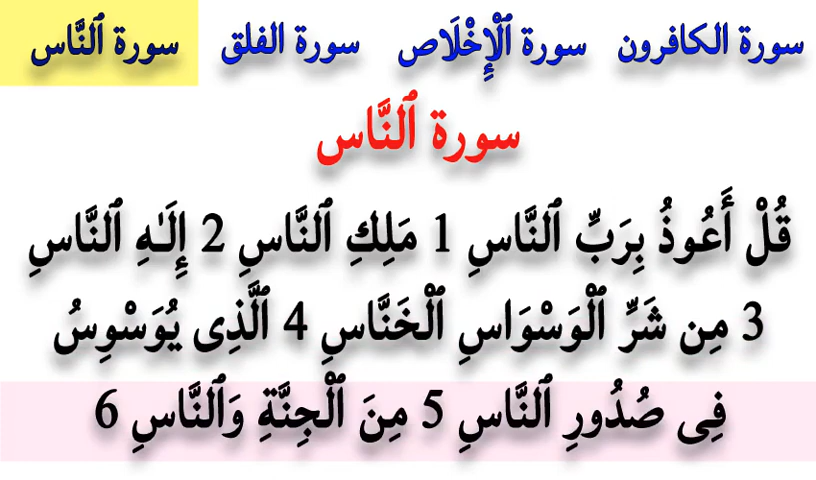 سورة الكافرون سورة ٱلْإِخْلَاص سورة الفلق سورة ٱلنَّاس
سورة ٱلنَّاس
قُلْ أَعُوذُ بِرَبِّ ٱلنَّاسِ 1 مَلِكِ ٱلنَّاسِ 2 إِلَـٰهِ ٱلنَّاسِ
3 مِن شَرِّ ٱلْوَسْوَاسِ ٱلْخَنَّاسِ 4 ٱلَّذِى يُوَسْوِسُ
فِى صُدُورِ ٱلنَّاسِ 5 مِنَ ٱلْجِنَّةِ وَٱلنَّاسِ 6